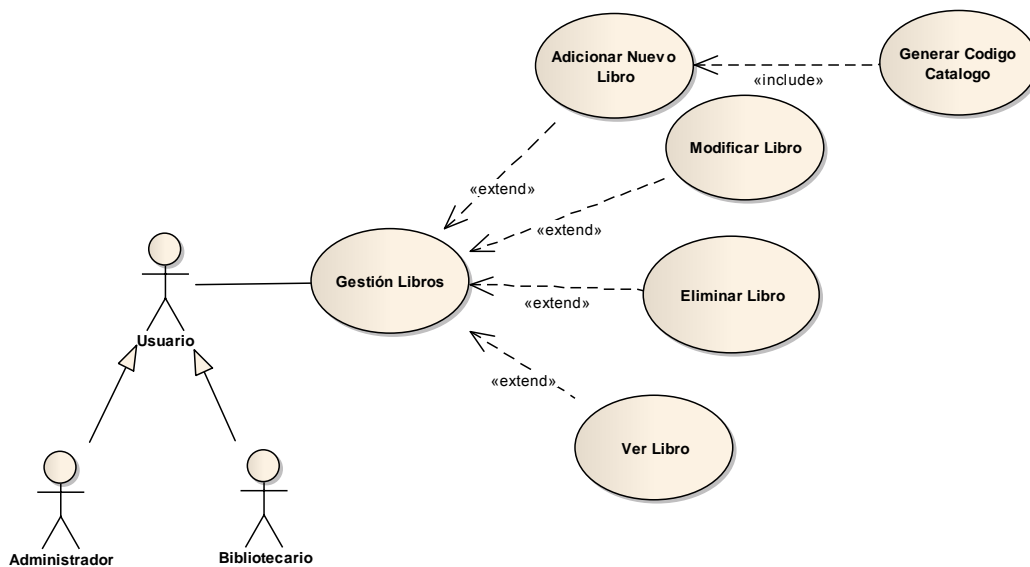 Adicionar Nuevo
Libro
Generar Codigo
Catalogo
«include»
Modificar Libro
«extend»
«extend»
Gestión Libros
Eliminar Libro
«extend»
Usuario
«extend»
Ver Libro
Administrador
Bibliotecario